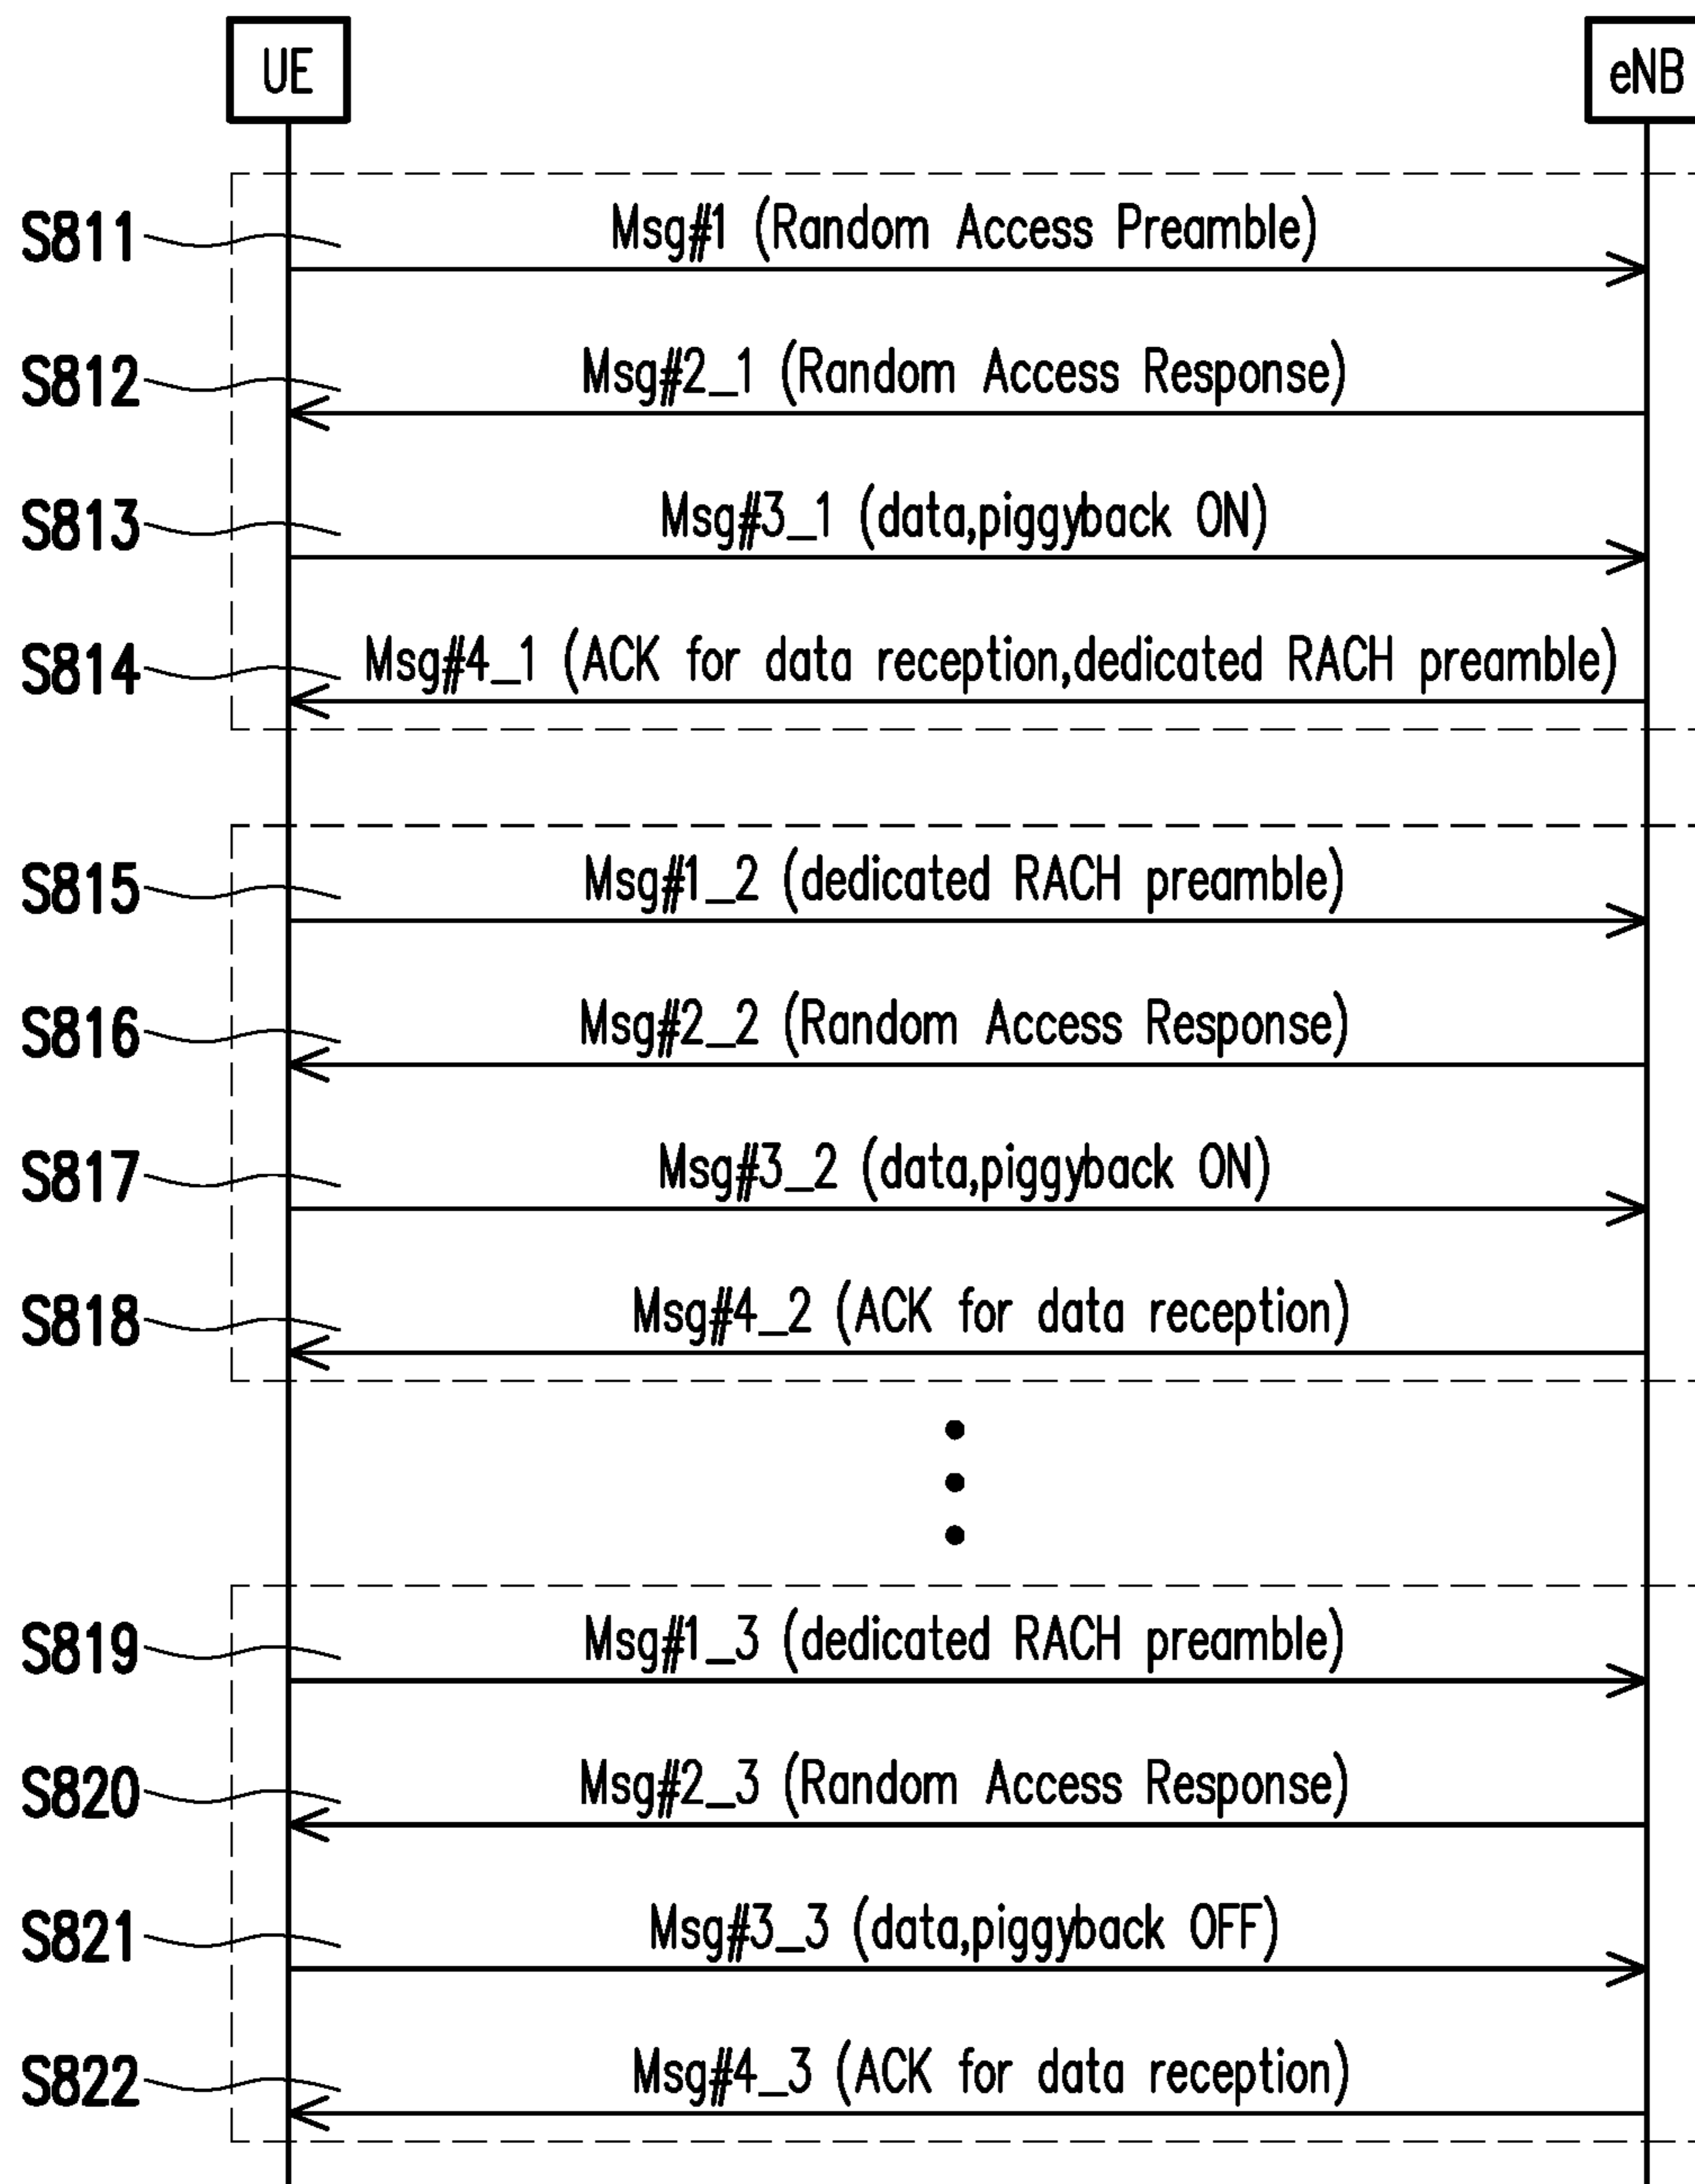 UE
eNB
S811
Msg#1 (Random Access Preamble)
S812
Msg#2_1 (Random Access Response)
S813
Msg#3_1 (data,piggyback ON)
S814
Msg#4_1 (ACK for data reception,dedicated RACH preamble)
S815
Msg#1_2 (dedicated RACH preamble)
S816
Msg#2_2 (Random Access Response)
S817
Msg#3_2 (data,piggyback ON)
S818
Msg#4_2 (ACK for data reception)
S819
Msg#1_3 (dedicated RACH preamble)
S820
Msg#2_3 (Random Access Response)
S821
Msg#3_3 (data,piggyback OFF)
S822
Msg#4_3 (ACK for data reception)